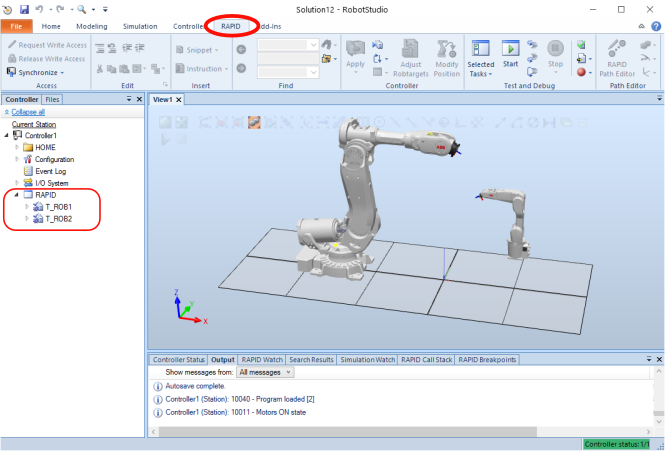 Solution12 - RobotStudio
File Home Modeling Simulation Controller RAPID Add-Ins
Request Write Access
Release Write Access
Synchronize
Access
Edit
Snippet
Instruction
Insert
Find
Apply
Adjust
Robtargets
Modify
Position
Controller
Selected
Tasks
Start
Stop
Test and Debug
RAPID
Path Editor
Path Editor
Controller Files
Collapse all
Current Station
Controller1
HOME
Configuration
Event Log
I/O System
RAPID
T_ROB1
T_ROB2
View1
ABB
Z
Y
X
Controller Status Output RAPID Watch Search Results Simulation Watch RAPID Call Stack RAPID Breakpoints
Show messages from: All messages
Autosave complete.
Controller1 (Station): 10040 - Program loaded [2]
Controller1 (Station): 10011 - Motors ON state
Controller status: 1/1